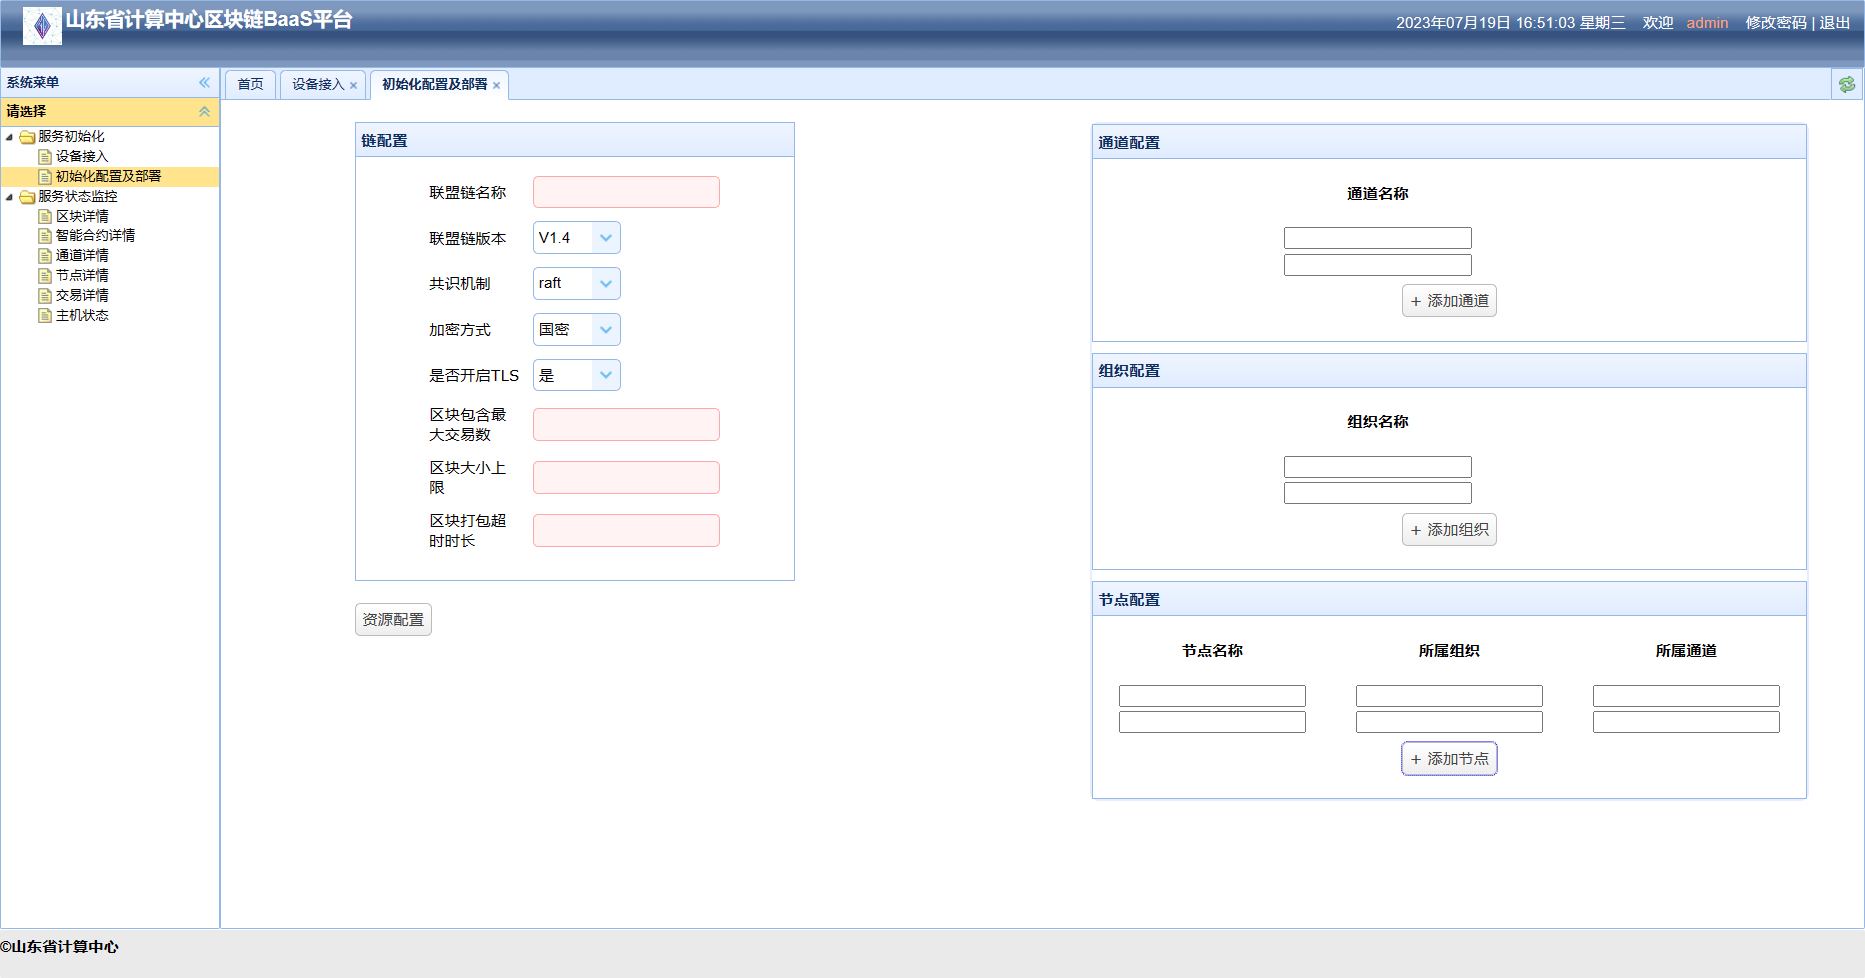 山东省计算中心区块链BaaS平台
2023年07月19日 16:51:03 星期三 欢迎 admin 修改密码 | 退出
系统菜单
首页
设备接入
初始化配置及部署
请选择
服务初始化
设备接入
初始化配置及部署
服务状态监控
区块详情
智能合约详情
通道详情
节点详情
交易详情
主机状态
链配置
联盟链名称
联盟链版本 V1.4
共识机制 raft
加密方式 国密
是否开启TLS 是
区块包含最
大交易数
区块大小上
限
区块打包超
时时长
资源配置
通道配置
通道名称
+ 添加通道
组织配置
组织名称
+ 添加组织
节点配置
节点名称 所属组织 所属通道
+ 添加节点
©山东省计算中心